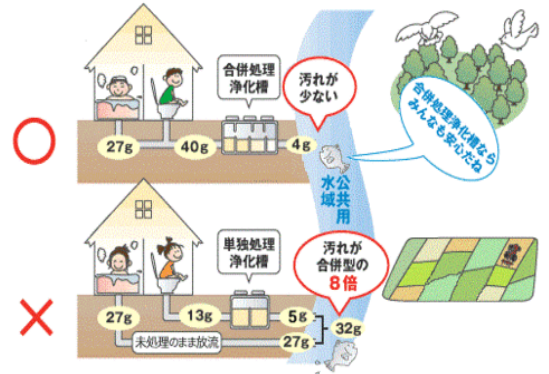 合併処理
浄化槽
汚れが
少ない
合併処理浄化槽なら
みんなも安心だね
27g
40g
4g
公共用
水域
単独処理
浄化槽
汚れが
合併型の
8倍
27g
13g
5g
32g
未処理のまま放流
27g